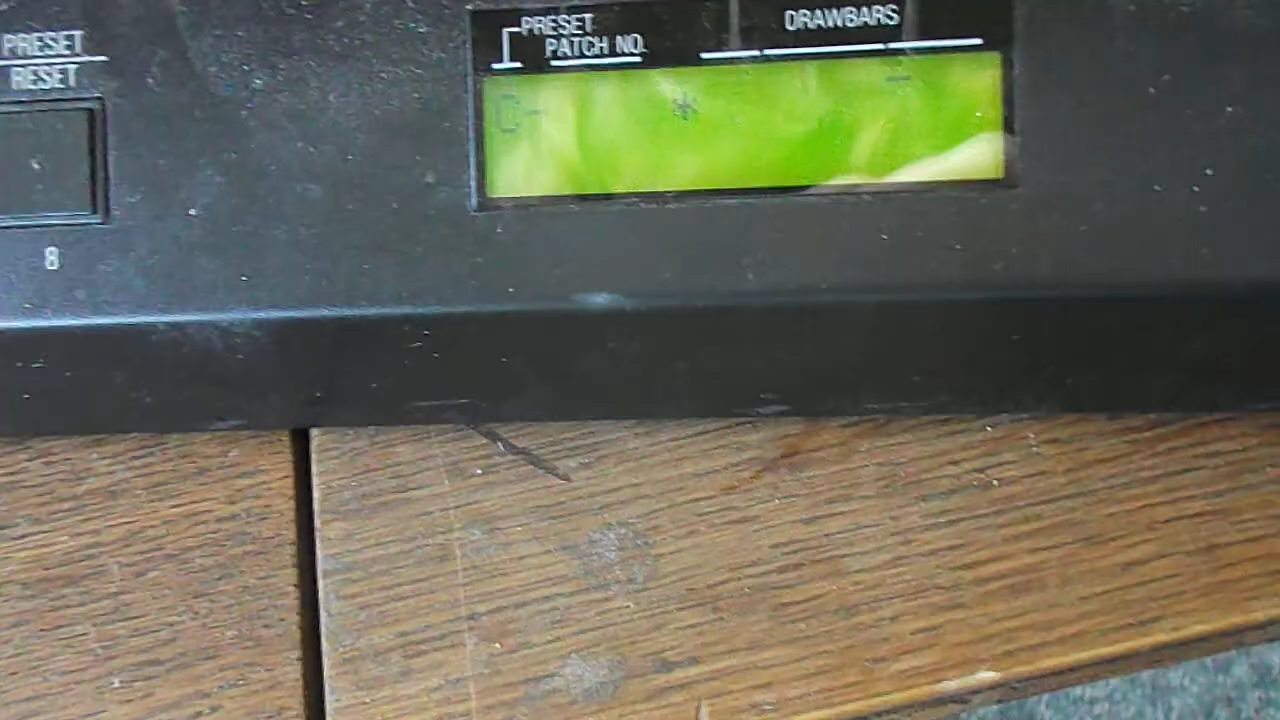 PRESET
PATCH NO.
DRAWBARS
PRESET
RESET
C- *
8